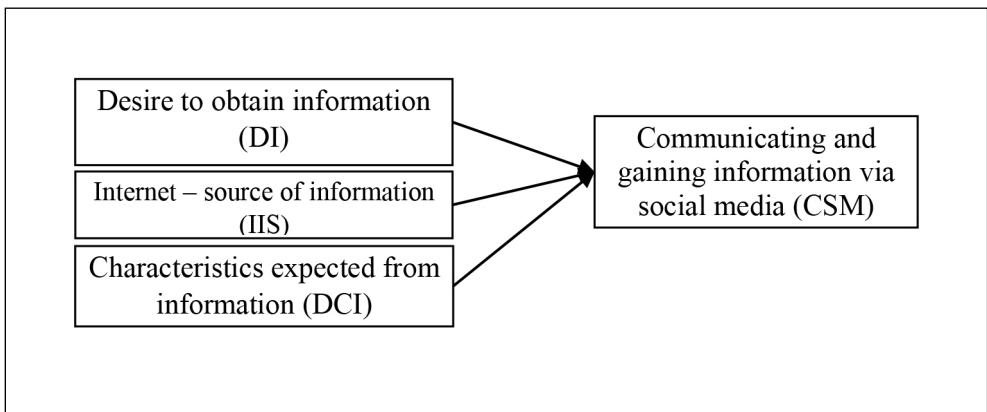 Desire to obtain information
(DI)
Internet – source of information
(IIS)
Characteristics expected from
information (DCI)
Communicating and
gaining information via
social media (CSM)